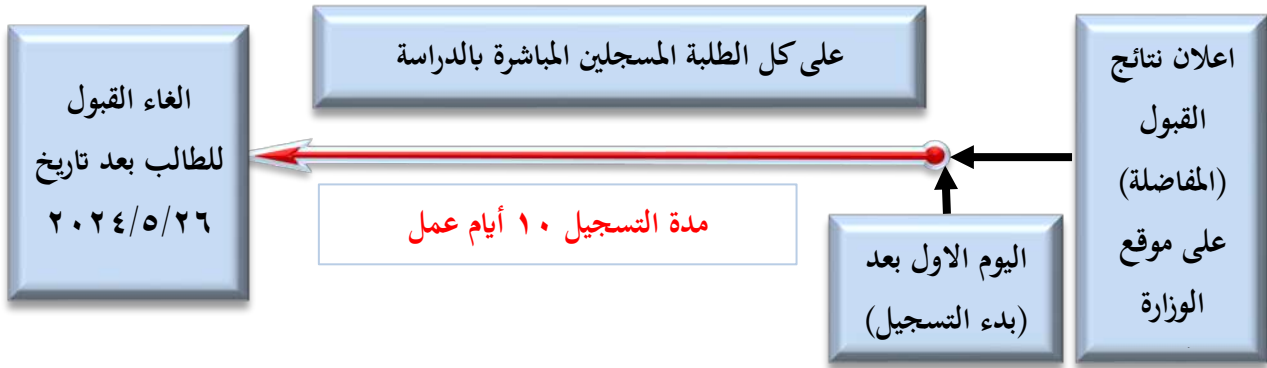 اعلان نتائج
القبول
(المفاضلة)
على موقع
الوزارة
اليوم الاول بعد
(بدء التسجيل)
على كل الطلبة المسجلين المباشرة بالدراسة
مدة التسجيل ١٠ أيام عمل
الغاء القبول
للطالب بعد تاريخ
٢٠٢٤/٥/٢٦